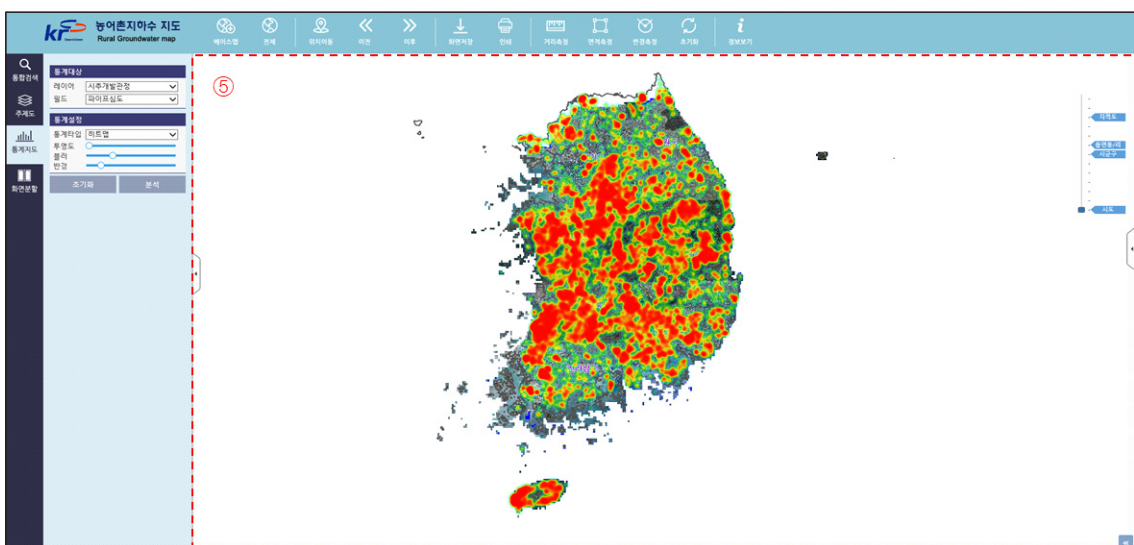 kr 농어촌지하수 지도
Rural Groundwater map
베이스맵
전체
위치이동
이전
이후
화면저장
인쇄
거리측정
면적측정
반경측정
초기화
정보보기
통합검색
주제도
통계지도
화면분할
통계대상
레이어 시추개발관정
필드 파이프심도
통계설정
통계타입 히트맵
투명도
블러
반경
초기화 분석
⑤
지적도
읍면동/리
시군구
시도